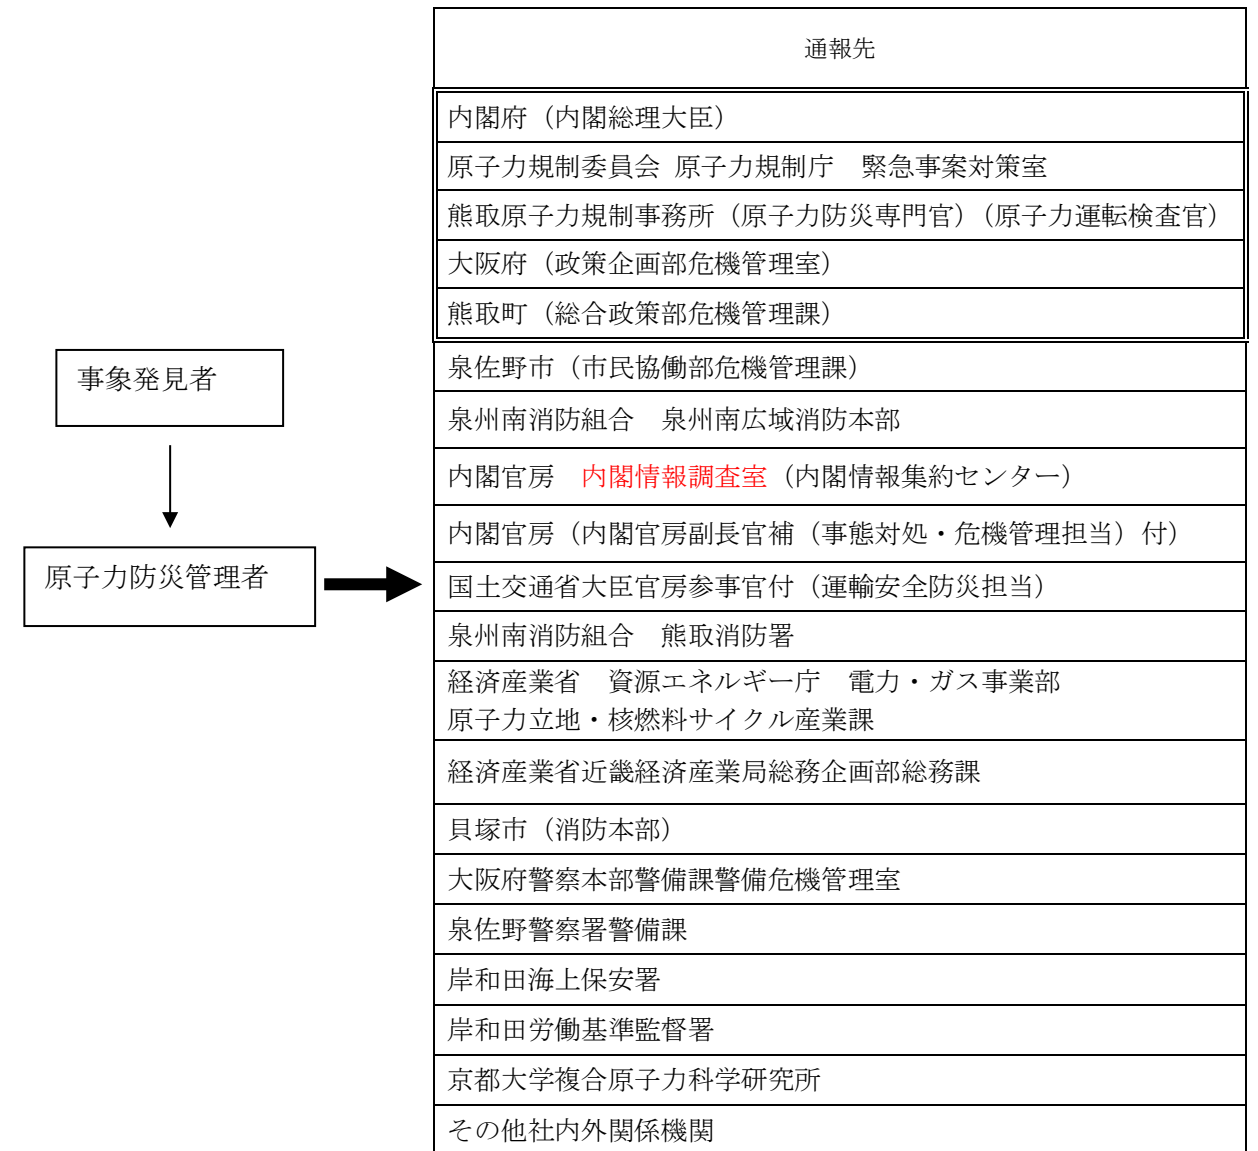 通報先
内閣府（内閣総理大臣）
原子力規制委員会 原子力規制庁　緊急事案対策室
熊取原子力規制事務所（原子力防災専門官）（原子力運転検査官）
大阪府（政策企画部危機管理室）
熊取町（総合政策部危機管理課）
泉佐野市（市民協働部危機管理課）
泉州南消防組合　泉州南広域消防本部
内閣官房　内閣情報調査室（内閣情報集約センター）
内閣官房（内閣官房副長官補（事態対処・危機管理担当）付）
国土交通省大臣官房参事官付（運輸安全防災担当）
泉州南消防組合　熊取消防署
経済産業省　資源エネルギー庁　電力・ガス事業部
原子力立地・核燃料サイクル産業課
経済産業省近畿経済産業局総務企画部総務課
貝塚市（消防本部）
大阪府警察本部警備課警備危機管理室
泉佐野警察署警備課
岸和田海上保安署
岸和田労働基準監督署
京都大学複合原子力科学研究所
その他社内外関係機関
事象発見者
原子力防災管理者